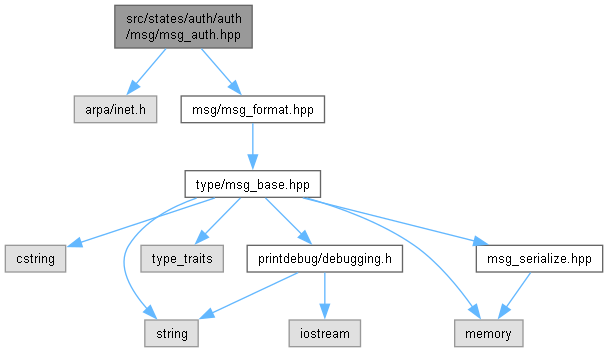 src/states/auth/auth
/msg/msg_auth.hpp
arpa/inet.h
msg/msg_format.hpp
type/msg_base.hpp
cstring
type_traits
printdebug/debugging.h
msg_serialize.hpp
string
iostream
memory